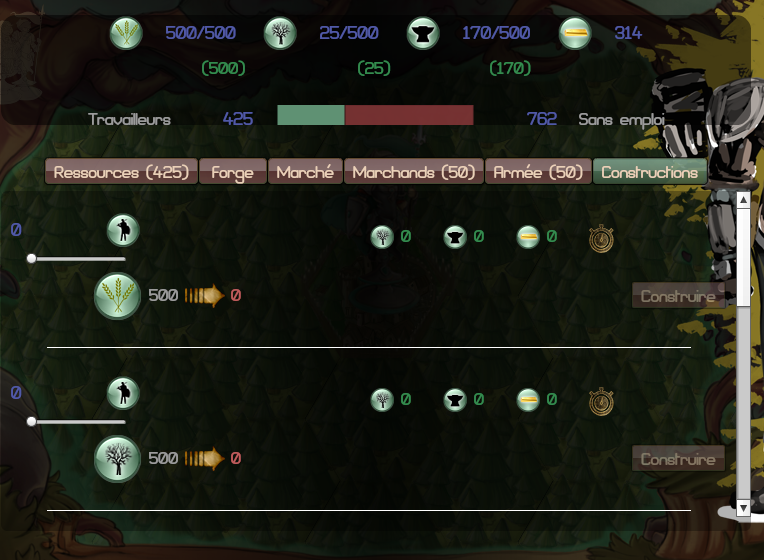 500/500 25/500 170/500 314
(500) (25) (170)
Travailleurs 425 762 Sans emploi
Ressources (425) Forge Marché Marchands (50) Armée (50) Constructions
0 0 0 0
500 0 Construire
0 0 0 0
500 0 Construire